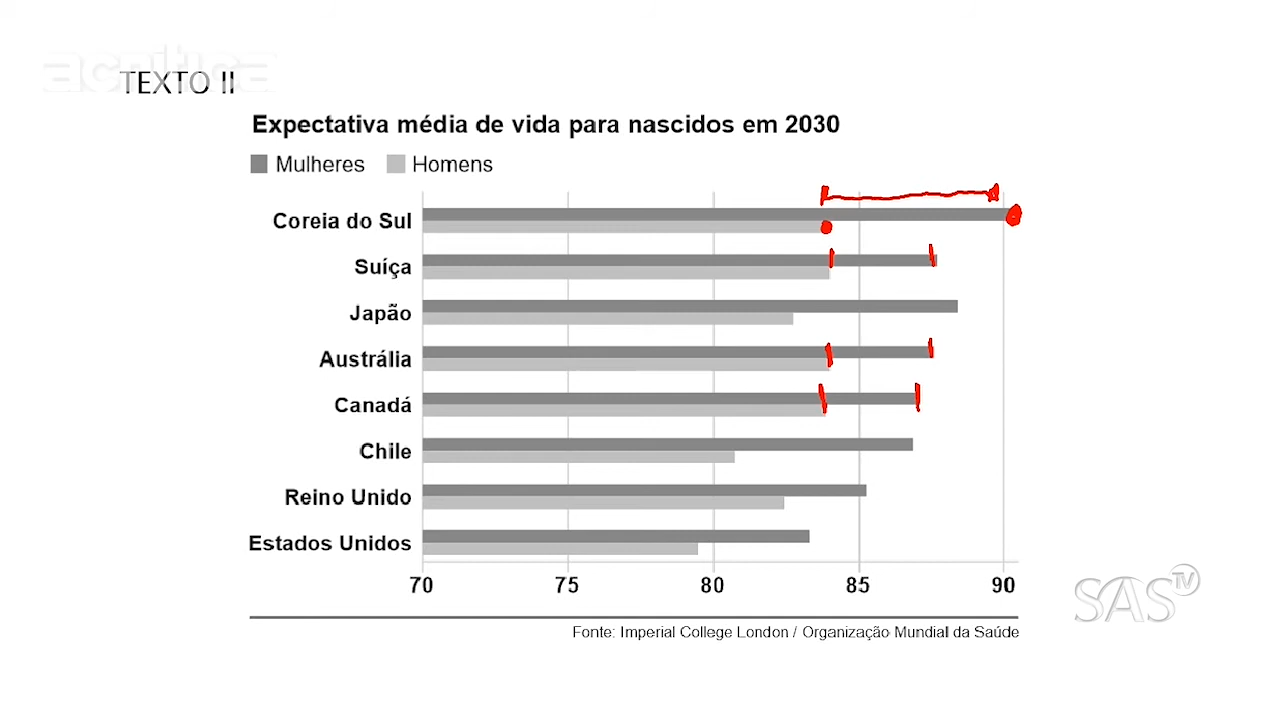 acrítica
TEXTO II
Expectativa média de vida para nascidos em 2030
Mulheres Homens
Coreia do Sul
Suíça
Japão
Austrália
Canadá
Chile
Reino Unido
Estados Unidos
70 75 80 85 90
SAS TV
Fonte: Imperial College London / Organização Mundial da Saúde